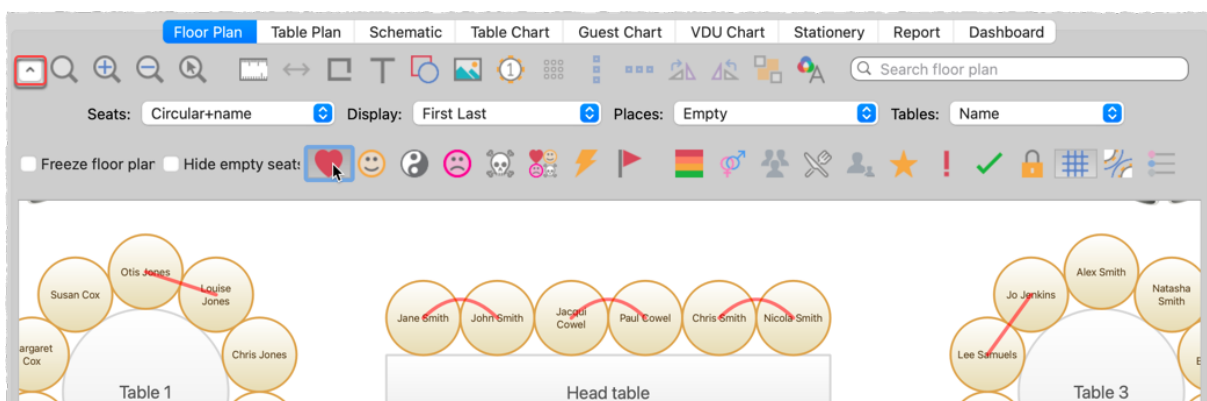 Floor Plan Table Plan Schematic Table Chart Guest Chart VDU Chart Stationery Report Dashboard
T 1 A Search floor plan
Seats: Circular+name Display: First Last Places: Empty Tables: Name
Freeze floor plan Hide empty seats
Otis Jones
Louise
Jones
Susan Cox
Chris Jones
argaret
Cox
Table 1
Jane Smith John Smith Jacqui
Cowel Paul Cowel Chris Smith Nicola Smith
Head table
Alex Smith
Jo Jenkins
Natasha
Smith
Lee Samuels
Table 3